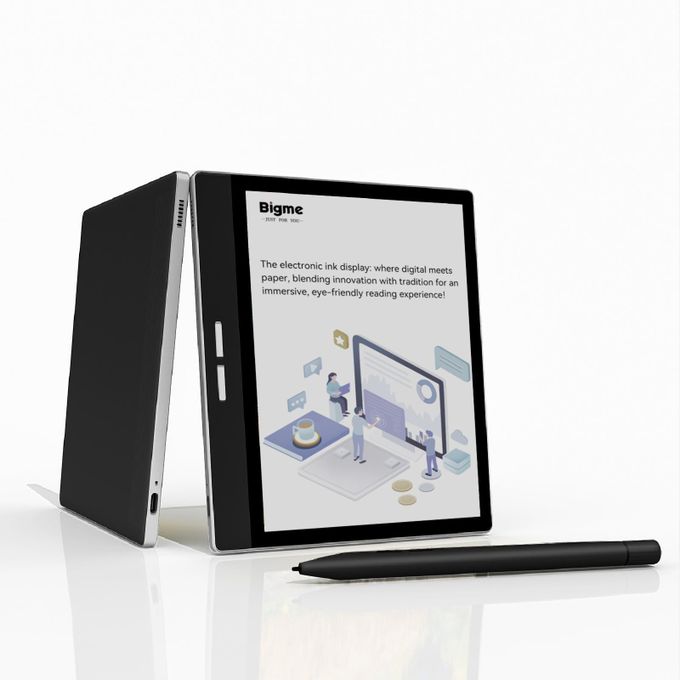 Bigme
—JUST FOR YOU—
The electronic ink display: where digital meets
paper, blending innovation with tradition for an
immersive, eye-friendly reading experience!